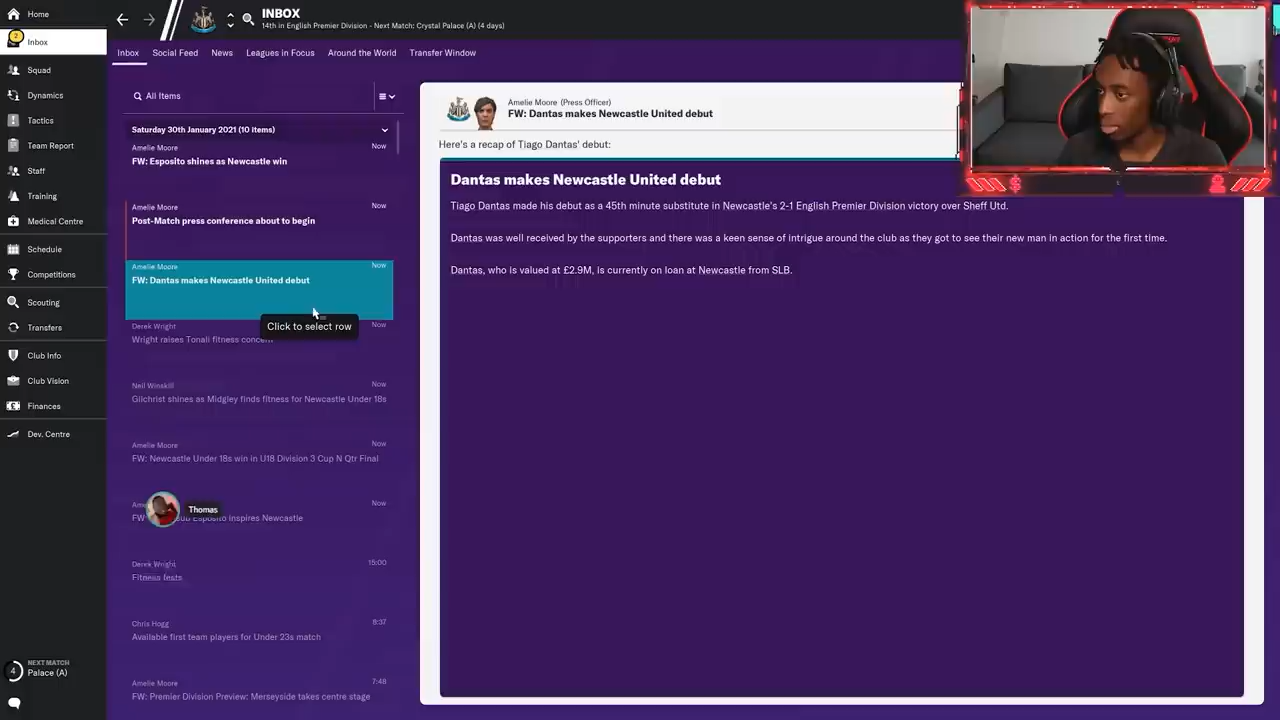 Home
2
Inbox
Squad
Dynamics
Tactics
Team Report
Staff
Training
Medical Centre
Schedule
Competitions
Scouting
Transfers
Club Info
Club Vision
Finances
Dev. Centre
4
NEXT MATCH
Palace (A)
INBOX
14th in English Premier Division - Next Match: Crystal Palace (A) (4 days)
Inbox Social Feed News Leagues in Focus Around the World Transfer Window
All Items
Saturday 30th January 2021 (10 items)
Amelie Moore Now
FW: Esposito shines as Newcastle win
Amelie Moore Now
Post-Match press conference about to begin
Amelie Moore Now
FW: Dantas makes Newcastle United debut
Click to select row
Derek Wright Now
Wright raises Tonali fitness concern
Neil Winskill Now
Gilchrist shines as Midgley finds fitness for Newcastle Under 18s
Amelie Moore Now
FW: Newcastle Under 18s win in U18 Division 3 Cup N Qtr Final
Now
Thomas
Esposito inspires Newcastle
Derek Wright 15:00
Fitness tests
Chris Hogg 8:37
Available first team players for Under 23s match
Amelie Moore 7:48
FW: Premier Division Preview: Merseyside takes centre stage
Amelie Moore (Press Officer)
FW: Dantas makes Newcastle United debut
Here's a recap of Tiago Dantas' debut:
Dantas makes Newcastle United debut
Tiago Dantas made his debut as a 45th minute substitute in Newcastle's 2-1 English Premier Division victory over Sheff Utd.
Dantas was well received by the supporters and there was a keen sense of intrigue around the club as they got to see their new man in action for the first time.
Dantas, who is valued at £2.9M, is currently on loan at Newcastle from SLB.